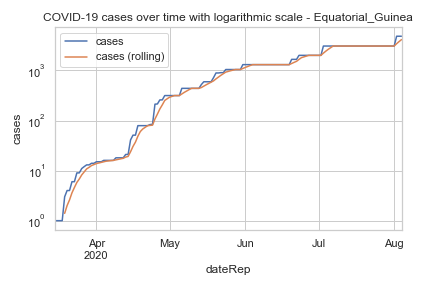 COVID-19 cases over time with logarithmic scale - Equatorial_Guinea
cases
cases (rolling)
10³
10²
10¹
10⁰
cases
Apr
2020
May
Jun
Jul
Aug
dateRep